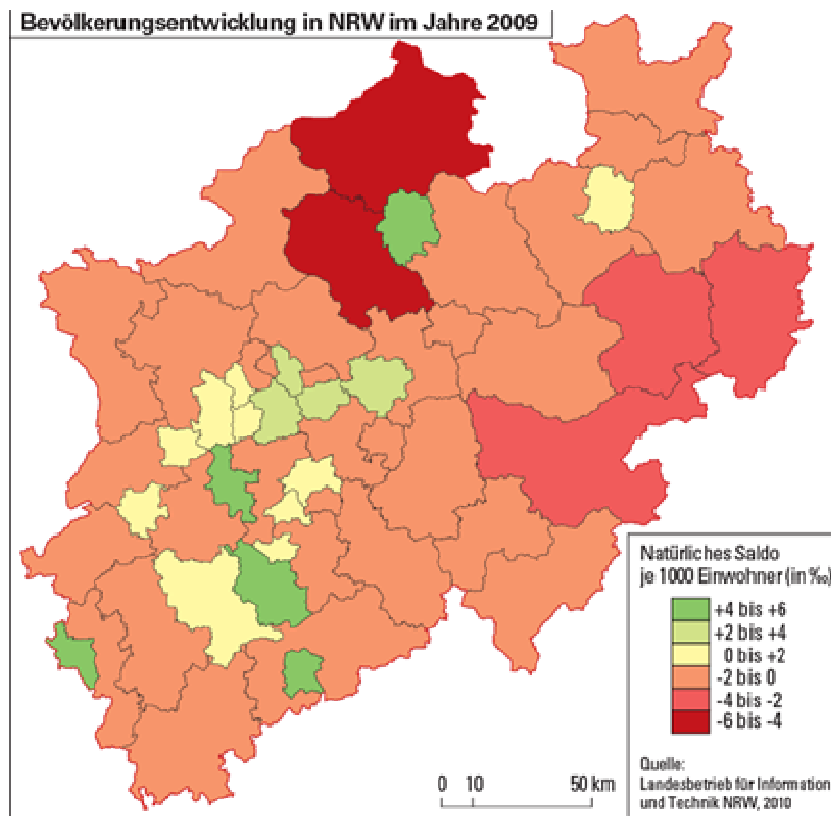 Bevölkerungsentwicklung in NRW im Jahre 2009
Natürliches Saldo
je 1000 Einwohner (in ‰)
+4 bis +6
+2 bis +4
0 bis +2
-2 bis 0
-4 bis -2
-6 bis -4
Quelle:
Landesbetrieb für Information
und Technik NRW, 2010
0 10 50 km